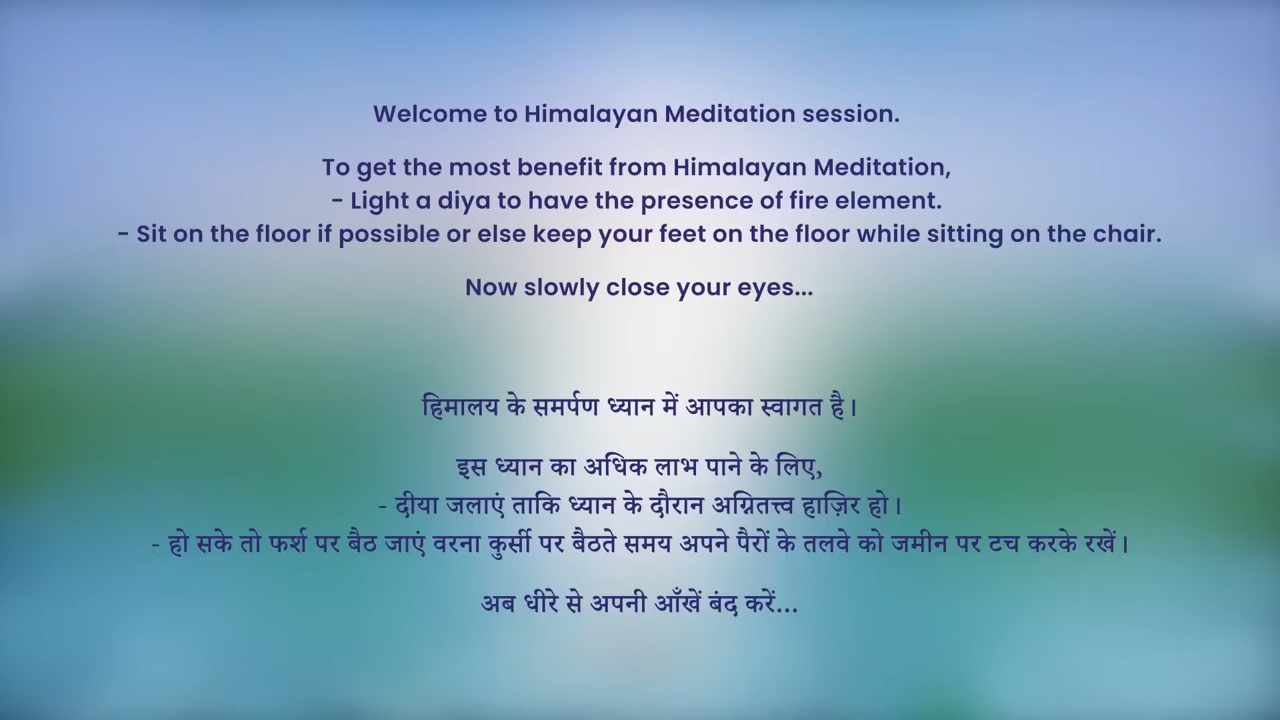 Welcome to Himalayan Meditation session.
To get the most benefit from Himalayan Meditation,
- Light a diya to have the presence of fire element.
- Sit on the floor if possible or else keep your feet on the floor while sitting on the chair.
Now slowly close your eyes...
हिमालय के समर्पण ध्यान में आपका स्वागत है।
इस ध्यान का अधिक लाभ पाने के लिए,
- दीया जलाएं ताकि ध्यान के दौरान अग्नितत्त्व हाज़िर हो।
- हो सके तो फर्श पर बैठ जाएं वरना कुर्सी पर बैठते समय अपने पैरों के तलवे को जमीन पर टच करके रखें।
अब धीरे से अपनी आँखें बंद करें...